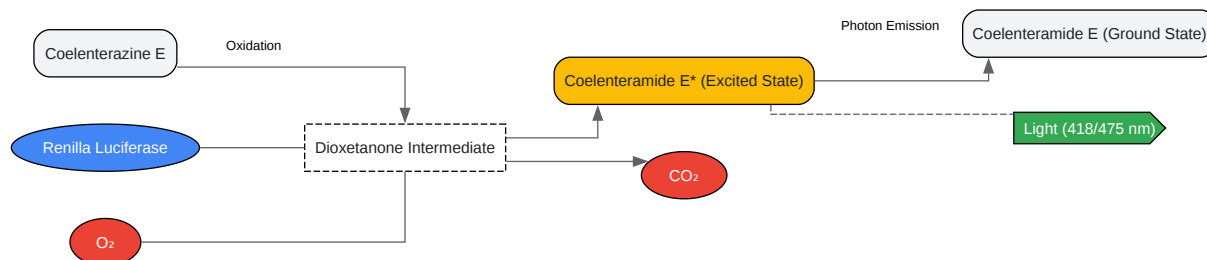 Photon Emission
Coelenteramide E (Ground State)
Coelenterazine E
Oxidation
Coelenteramide E* (Excited State)
Light (418/475 nm)
Renilla Luciferase
Dioxetanone Intermediate
CO₂
O₂